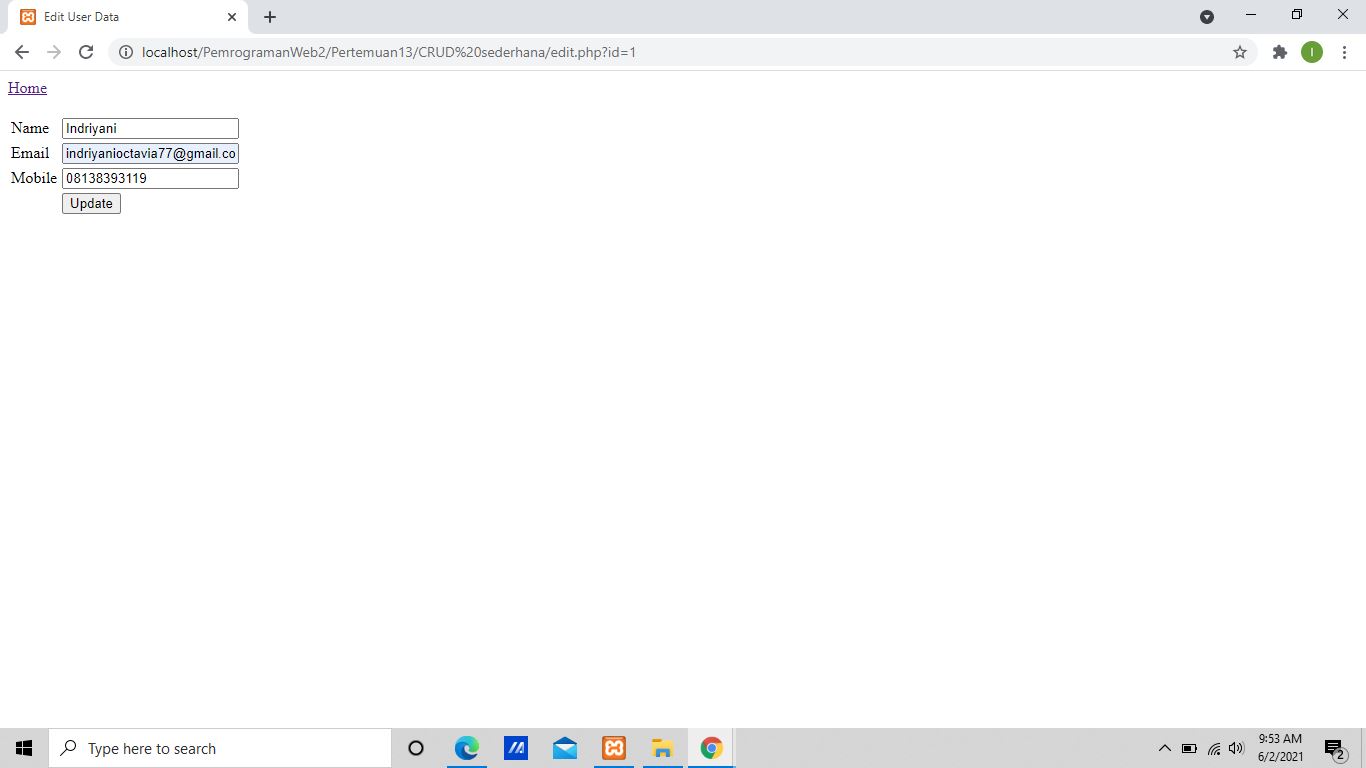 Edit User Data
localhost/PemrogramanWeb2/Pertemuan13/CRUD%20sederhana/edit.php?id=1
I
Home
Name Indriyani
Email indriyanioctavia77@gmail.co
Mobile 08138393119
Update
Type here to search
9:53 AM
6/2/2021
2